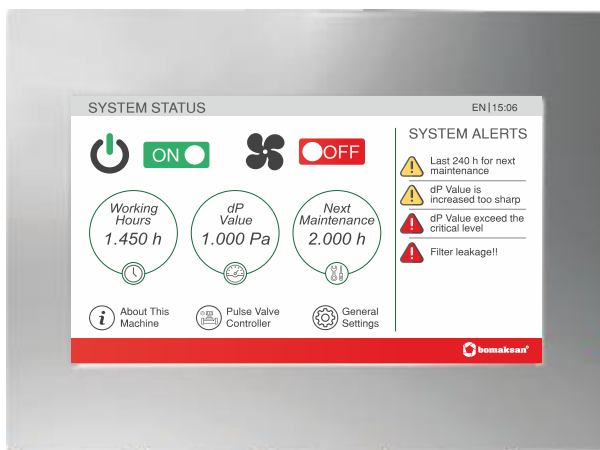 SYSTEM STATUS
EN|15:06
ON
OFF
Working
Hours
1.450 h
dP
Value
1.000 Pa
Next
Maintenance
2.000 h
About This
Machine
Pulse Valve
Controller
General
Settings
SYSTEM ALERTS
Last 240 h for next
maintenance
dP Value is
increased too sharp
dP Value exceed the
critical level
Filter leakage!!
bomaksan®